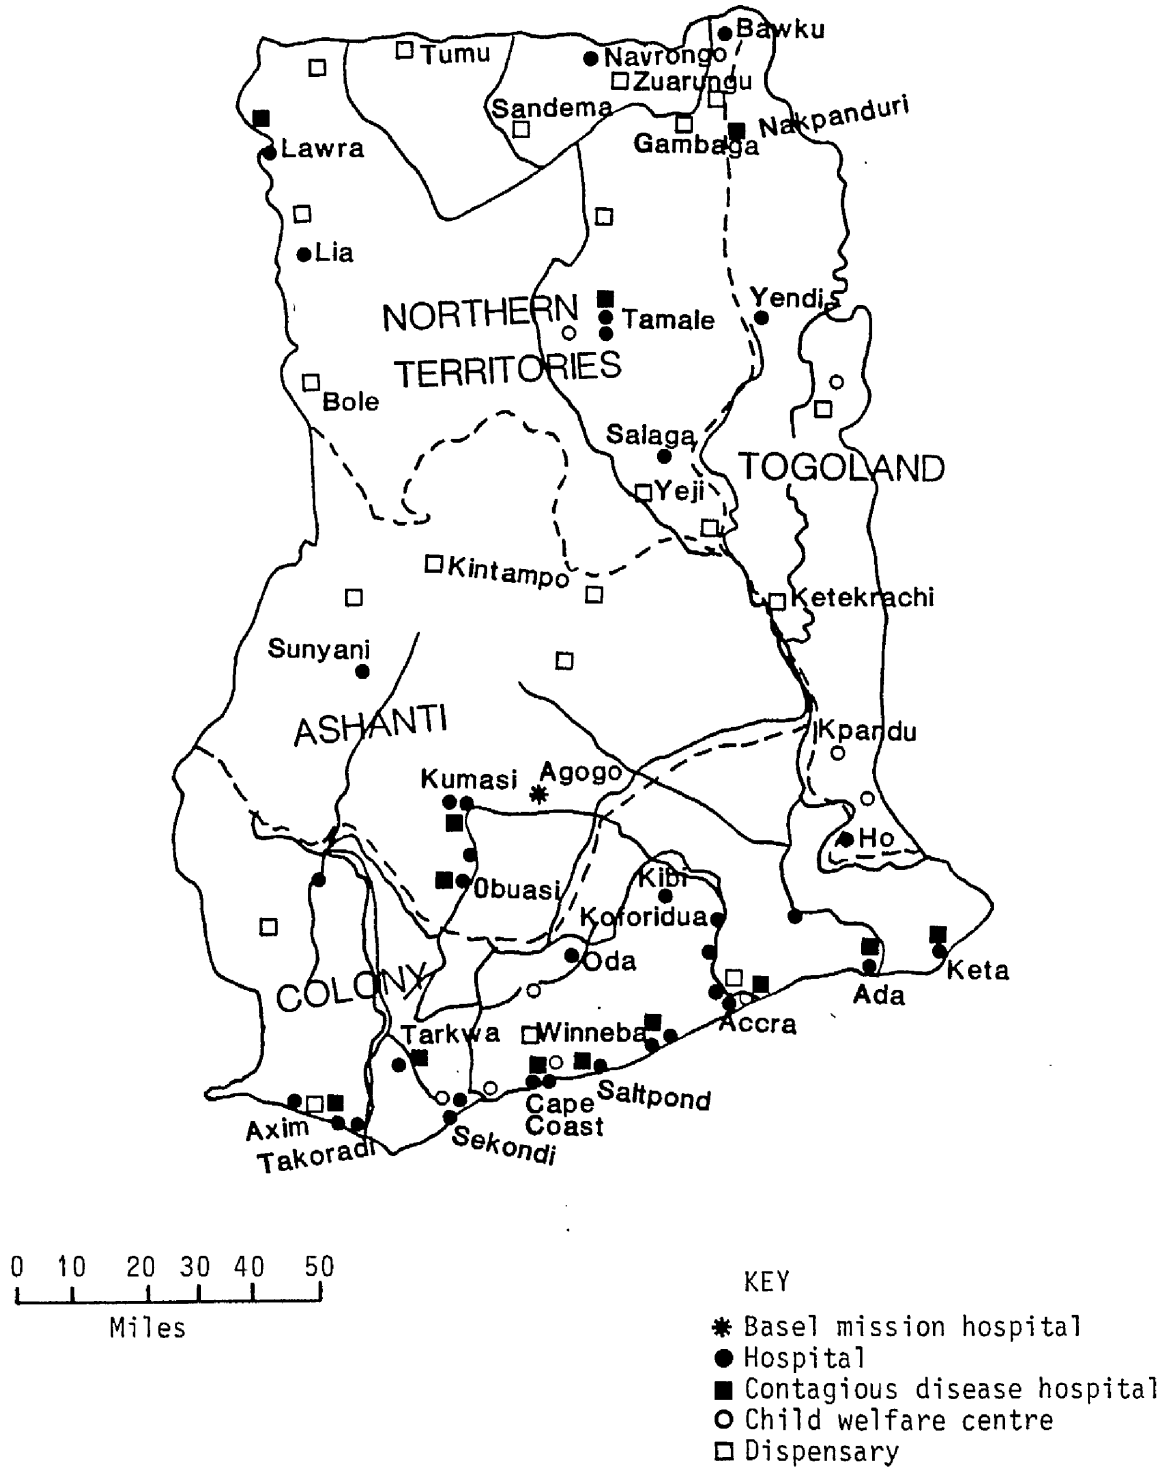 Bawku
Tumu
Navrongo
Zuarungu
Sandema
Nakpanduri
Gambaga
Lawra
Lia
NORTHERN
TERRITORIES
Yendi
Tamale
Bole
Salaga
TOGOLAND
Yeji
Kintampo
Ketekrachi
Sunyani
ASHANTI
Kpandu
Kumasi
Agogo
Ho
Obuasi
Kibi
Koforidua
Oda
Keta
COLONY
Ada
Accra
Tarkwa
Winneba
Saltpond
Cape
Coast
Axim
Takoradi
Sekondi
0 10 20 30 40 50
Miles
KEY
Basel mission hospital
Hospital
Contagious disease hospital
Child welfare centre
Dispensary